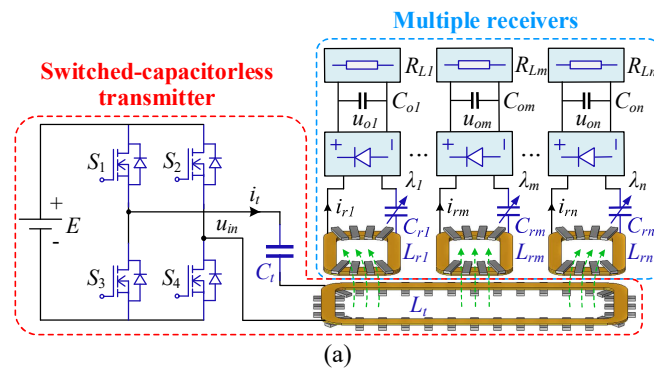 Multiple receivers
Switched-capacitorless
transmitter
R_{L1} R_{Lm} R_{Ln}
C_{o1} C_{om} C_{on}
u_{o1} u_{om} u_{on}
+ − + − + −
... ...
λ_1 λ_m λ_n
i_{r1} i_{rm} i_{rn}
C_{r1} C_{rm} C_{rn}
L_{r1} L_{rm} L_{rn}
S_1 S_2
i_t
+
E
-
u_{in}
C_t
S_3 S_4
L_t
(a)